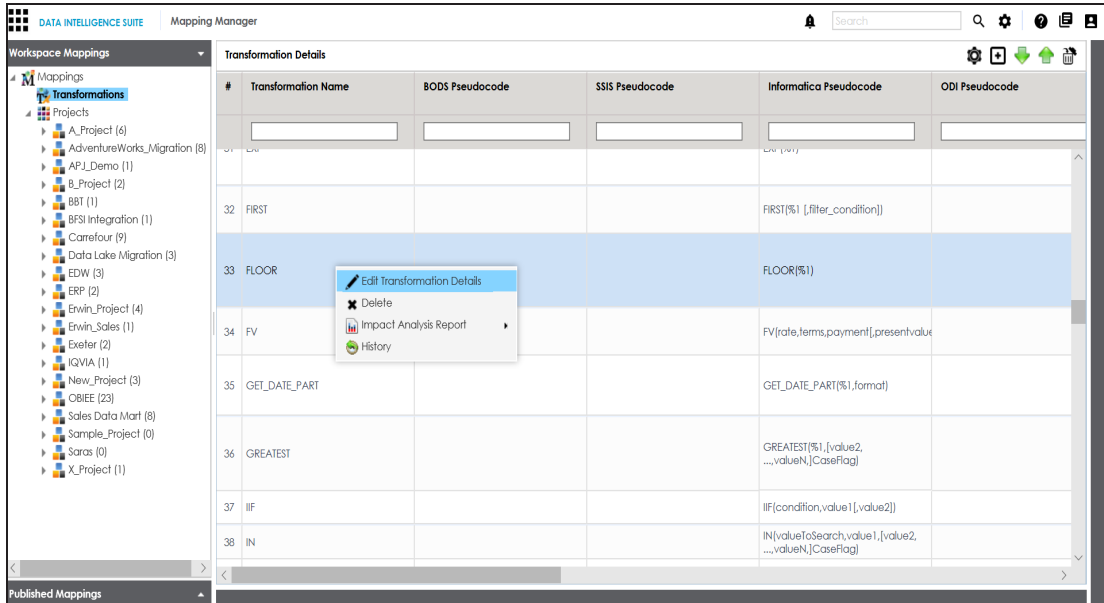 DATA INTELLIGENCE SUITE
Mapping Manager
Search
Workspace Mappings
Mappings
Transformations
Projects
A_Project (6)
AdventureWorks_Migration (8)
APJ_Demo (1)
B_Project (2)
BBT (1)
BFSI Integration (1)
Carrefour (9)
Data Lake Migration (3)
EDW (3)
ERP (2)
Erwin_Project (4)
Erwin_Sales (1)
Exeter (2)
IQVIA (1)
New_Project (3)
OBIEE (23)
Sales Data Mart (8)
Sample_Project (0)
Saras (0)
X_Project (1)
Published Mappings
Transformation Details
# Transformation Name BODS Pseudocode SSIS Pseudocode Informatica Pseudocode ODI Pseudocode
31 EXP EXP(%1)
32 FIRST FIRST(%1 [,filter_condition])
33 FLOOR FLOOR(%1)
Edit Transformation Details
Delete
Impact Analysis Report
History
34 FV FV(rate,terms,payment[,presentvalue
35 GET_DATE_PART GET_DATE_PART(%1,format)
36 GREATEST GREATEST(%1,[value2,
...,valueN,]CaseFlag)
37 IIF IIF(condition,value1[,value2])
38 IN IN(valueToSearch,value1,[value2,
...,valueN,]CaseFlag)